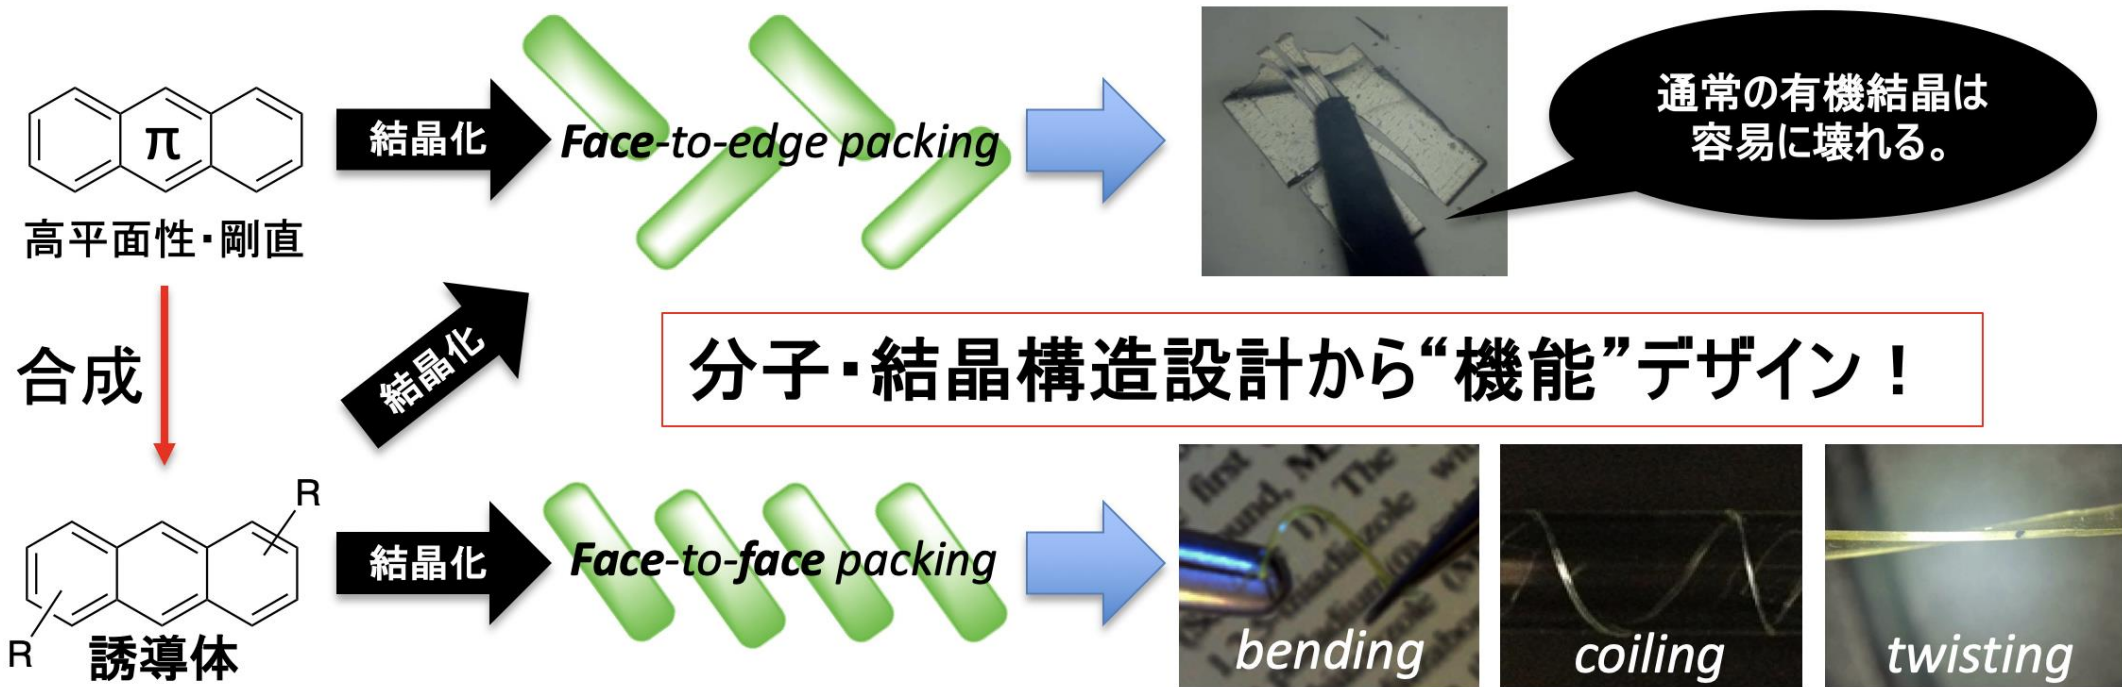 π
高平面性・剛直
結晶化
Face-to-edge packing
通常の有機結晶は
容易に壊れる。
合成
結晶化
分子・結晶構造設計から“機能”デザイン！
R
R
誘導体
結晶化
Face-to-face packing
first
The
bending
coiling
twisting